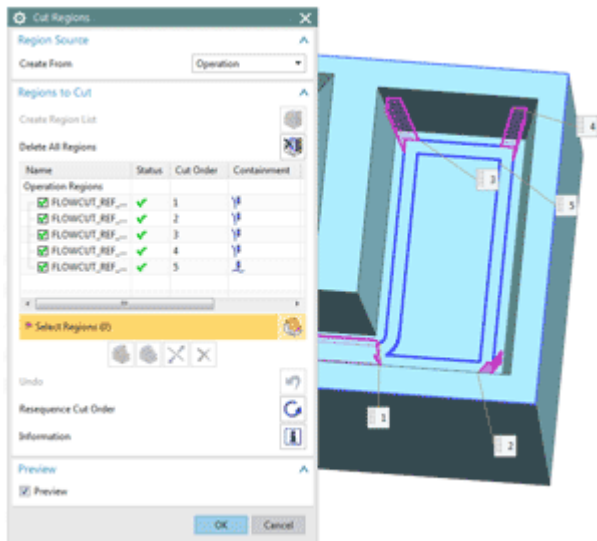 Cut Regions
Region Source
Create From Operation
Regions to Cut
Create Region List
Delete All Regions
Name Status Cut Order Containment
Operation Regions
FLOWCUT_REF_... 1
FLOWCUT_REF_... 2
FLOWCUT_REF_... 3
FLOWCUT_REF_... 4
FLOWCUT_REF_... 5
* Select Regions (0)
Undo
Resequence Cut Order
Information
Preview
Preview
OK Cancel
4
3
5
1
2